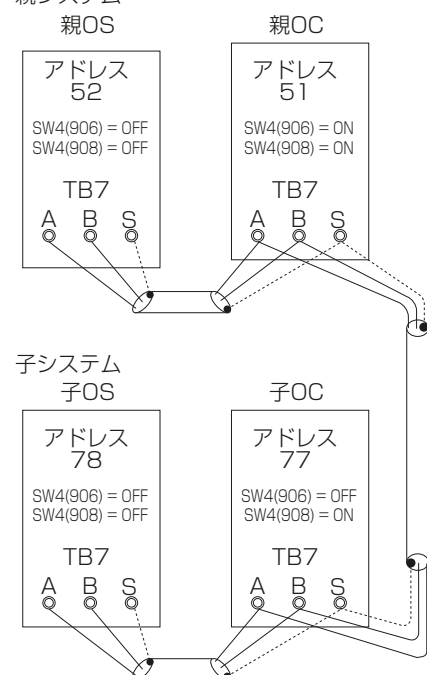 親システム
親OS
親OC
アドレス
52
SW4(906) = OFF
SW4(908) = OFF
TB7
A B S
アドレス
51
SW4(906) = ON
SW4(908) = ON
TB7
A B S
子システム
子OS
子OC
アドレス
78
SW4(906) = OFF
SW4(908) = OFF
TB7
A B S
アドレス
77
SW4(906) = OFF
SW4(908) = ON
TB7
A B S